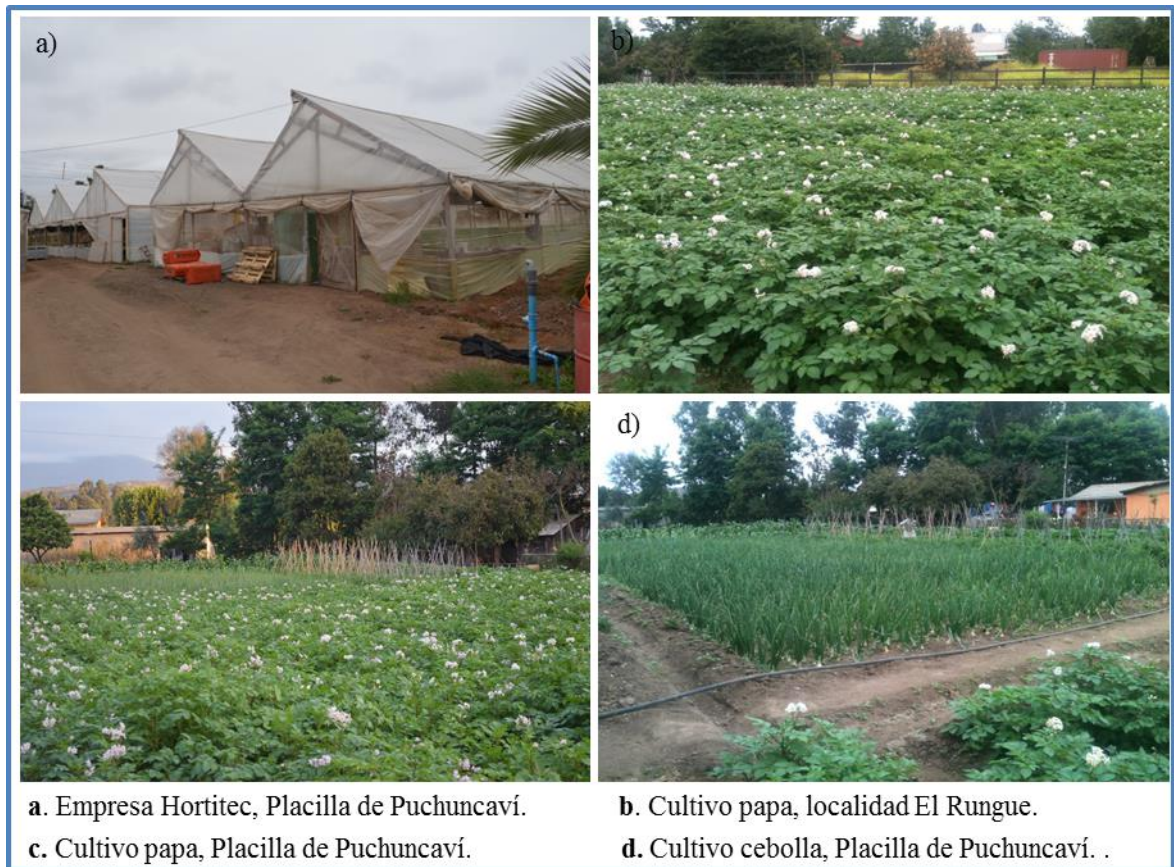 a)
b)
d)
a. Empresa Hortitec, Placilla de Puchuncaví.
b. Cultivo papa, localidad El Rungue.
c. Cultivo papa, Placilla de Puchuncaví.
d. Cultivo cebolla, Placilla de Puchuncaví. .